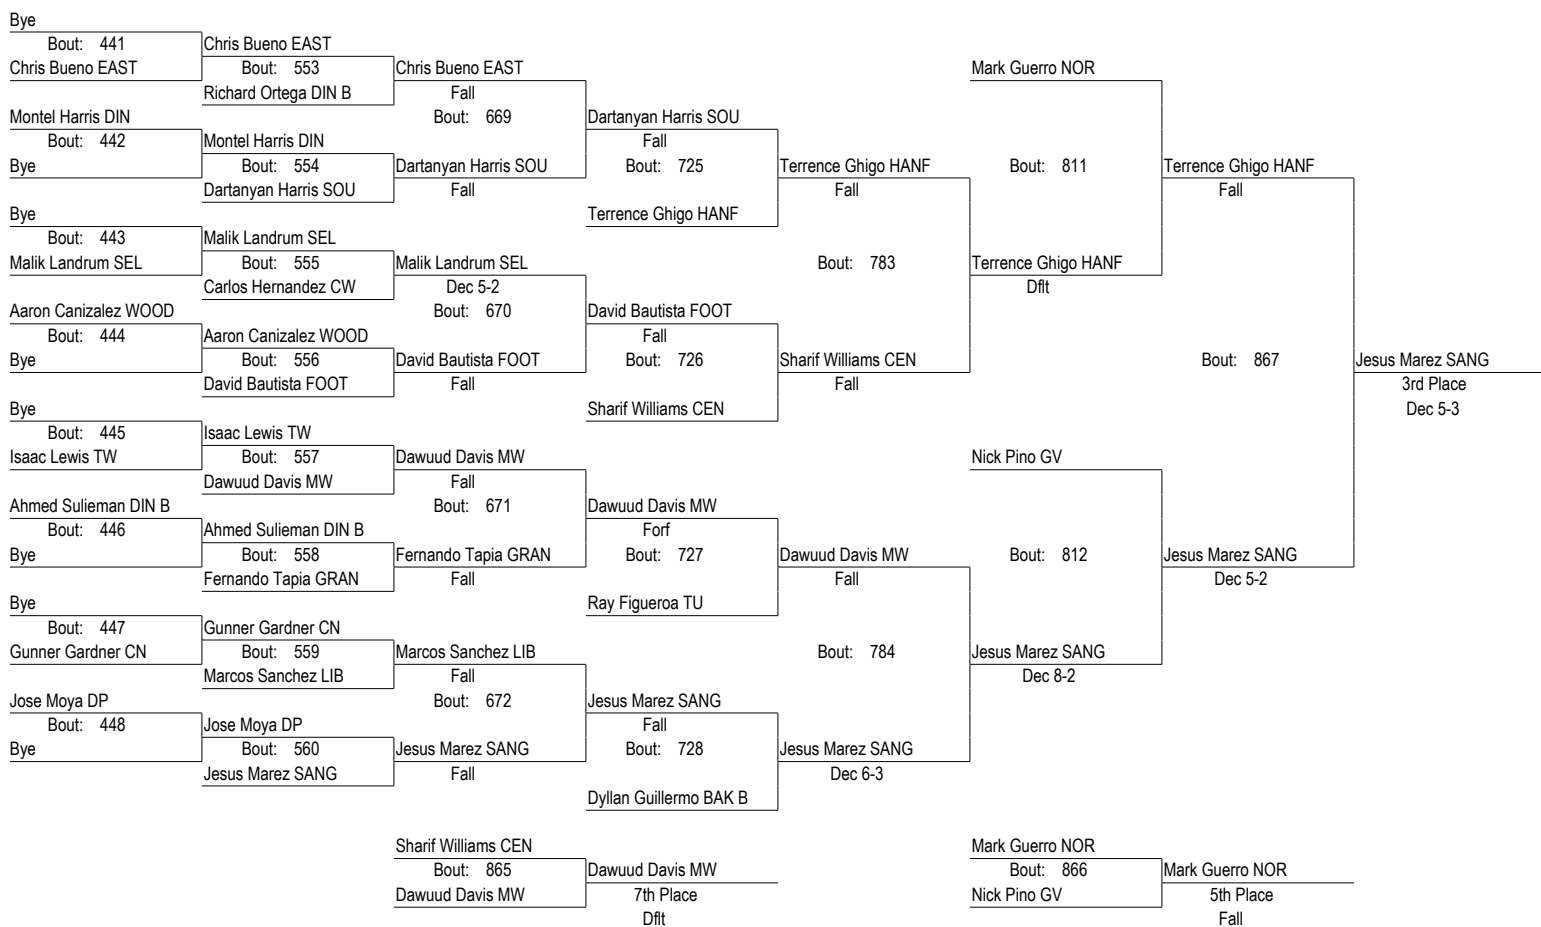 Bye
Bout: 441
Chris Bueno EAST
Chris Bueno EAST
Bout: 553
Richard Ortega DIN B
Chris Bueno EAST
Fall
Bout: 669
Montel Harris DIN
Bout: 442
Bye
Montel Harris DIN
Bout: 554
Dartanyan Harris SOU
Dartanyan Harris SOU
Fall
Dartanyan Harris SOU
Fall
Bout: 725
Terrence Ghigo HANF
Terrence Ghigo HANF
Fall
Bye
Bout: 443
Malik Landrum SEL
Malik Landrum SEL
Bout: 555
Carlos Hernandez CW
Malik Landrum SEL
Dec 5-2
Bout: 670
Aaron Canizalez WOOD
Bout: 444
Bye
Aaron Canizalez WOOD
Bout: 556
David Bautista FOOT
David Bautista FOOT
Fall
David Bautista FOOT
Fall
Bout: 726
Sharif Williams CEN
Sharif Williams CEN
Fall
Bout: 783
Mark Guerro NOR
Bout: 811
Terrence Ghigo HANF
Dflt
Terrence Ghigo HANF
Fall
Bye
Bout: 445
Isaac Lewis TW
Isaac Lewis TW
Bout: 557
Dawuud Davis MW
Dawuud Davis MW
Fall
Bout: 671
Ahmed Sulieman DIN B
Bout: 446
Bye
Ahmed Sulieman DIN B
Bout: 558
Fernando Tapia GRAN
Fernando Tapia GRAN
Fall
Dawuud Davis MW
Forf
Bout: 727
Ray Figueroa TU
Dawuud Davis MW
Fall
Bye
Bout: 447
Gunner Gardner CN
Gunner Gardner CN
Bout: 559
Marcos Sanchez LIB
Marcos Sanchez LIB
Fall
Bout: 672
Jose Moya DP
Bout: 448
Bye
Jose Moya DP
Bout: 560
Jesus Marez SANG
Jesus Marez SANG
Fall
Jesus Marez SANG
Fall
Bout: 728
Dyllan Guillermo BAK B
Jesus Marez SANG
Dec 6-3
Bout: 784
Nick Pino GV
Bout: 812
Jesus Marez SANG
Dec 8-2
Jesus Marez SANG
Dec 5-2
Bout: 867
Jesus Marez SANG
3rd Place
Dec 5-3
Sharif Williams CEN
Bout: 865
Dawuud Davis MW
Dawuud Davis MW
7th Place
Dflt
Mark Guerro NOR
Bout: 866
Nick Pino GV
Mark Guerro NOR
5th Place
Fall